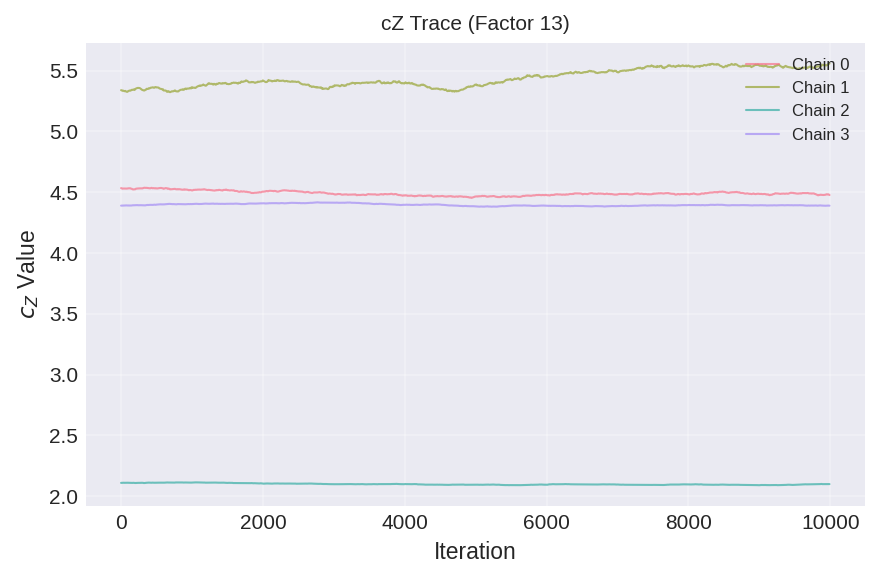 cZ Trace (Factor 13)
5.5
5.0
4.5
4.0
3.5
3.0
2.5
2.0
c_Z Value
Chain 0
Chain 1
Chain 2
Chain 3
0 2000 4000 6000 8000 10000
Iteration